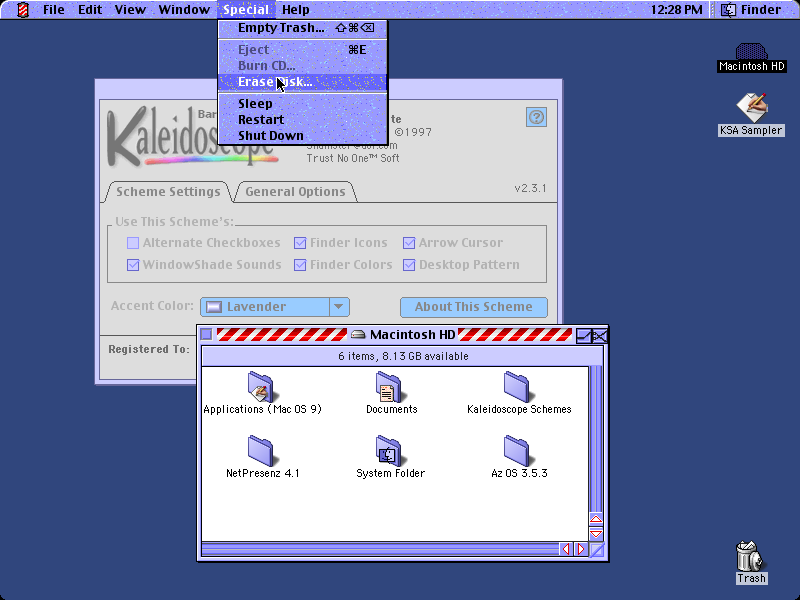 File Edit View Window Special Help 12:28 PM Finder
Empty Trash... ⇧⌘⌫
Eject ⌘E
Burn CD...
Erase Disk...
Sleep
Restart
Shut Down
Macintosh HD
KSA Sampler
Kaleidoscope
©1997
Trust No One™ Soft
v2.3.1
Scheme Settings General Options
Use This Scheme's:
Alternate Checkboxes Finder Icons Arrow Cursor
WindowShade Sounds Finder Colors Desktop Pattern
Accent Color: Lavender About This Scheme
Registered To:
Macintosh HD
6 items, 8.13 GB available
Applications (Mac OS 9) Documents Kaleidoscope Schemes
NetPresenz 4.1 System Folder Az OS 3.5.3
Trash